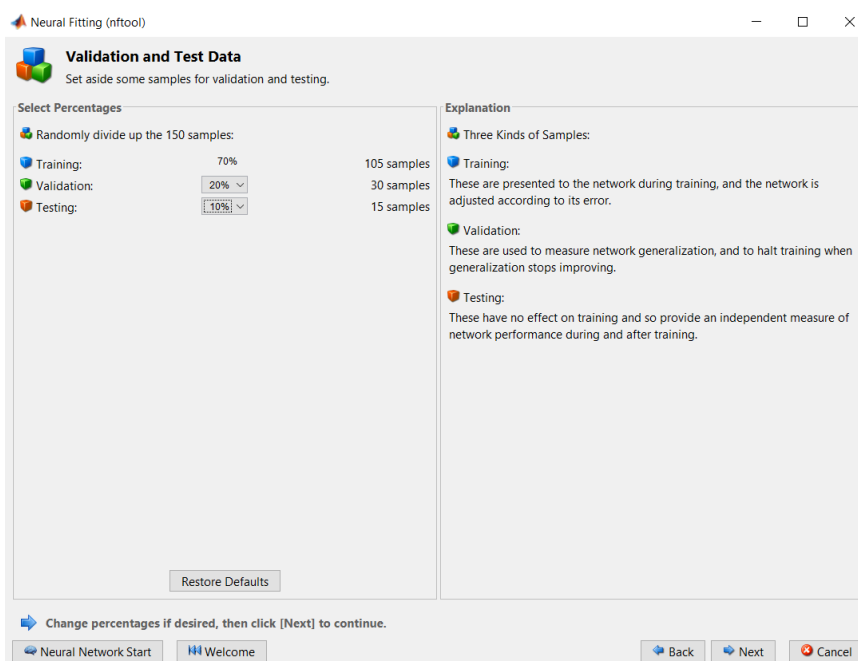 Neural Fitting (nftool)
Validation and Test Data
Set aside some samples for validation and testing.
Select Percentages
Randomly divide up the 150 samples:
Training: 70% 105 samples
Validation: 20% 30 samples
Testing: 10% 15 samples
Restore Defaults
Explanation
Three Kinds of Samples:
Training:
These are presented to the network during training, and the network is
adjusted according to its error.
Validation:
These are used to measure network generalization, and to halt training when
generalization stops improving.
Testing:
These have no effect on training and so provide an independent measure of
network performance during and after training.
Change percentages if desired, then click [Next] to continue.
Neural Network Start Welcome Back Next Cancel